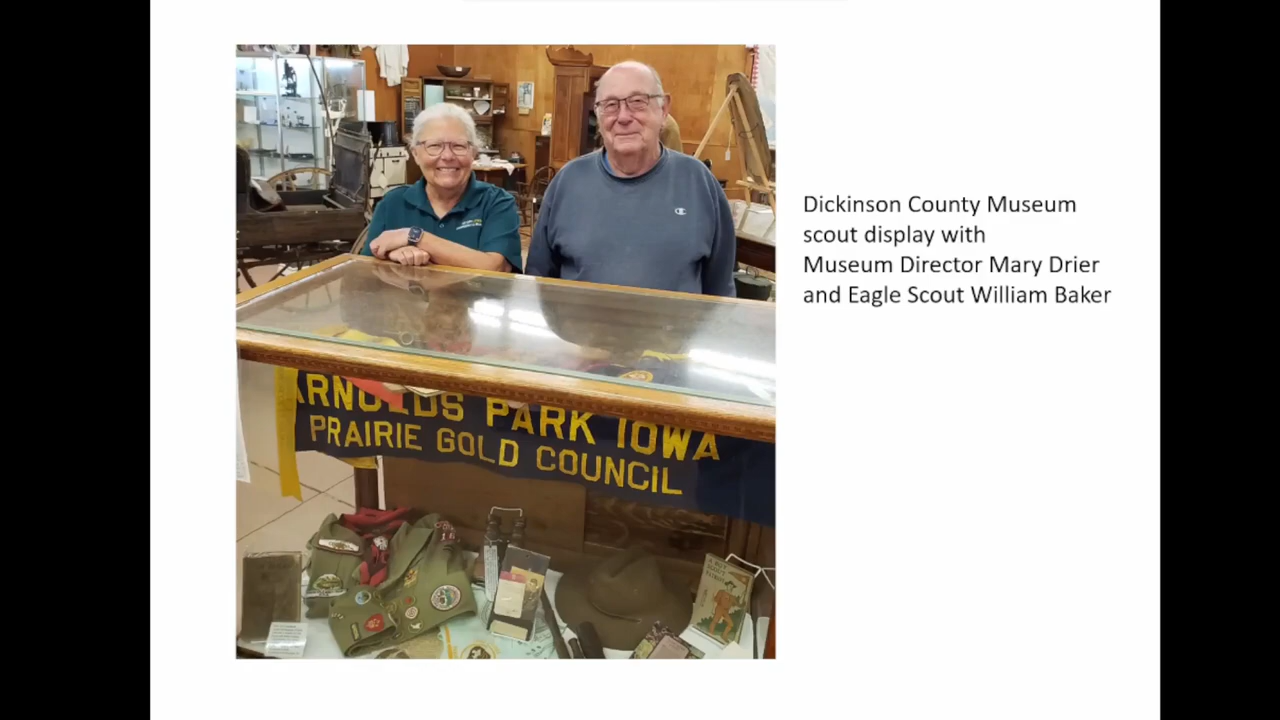 Dickinson County Museum
scout display with
Museum Director Mary Drier
and Eagle Scout William Baker
ARNOLDS PARK IOWA
PRAIRIE GOLD COUNCIL